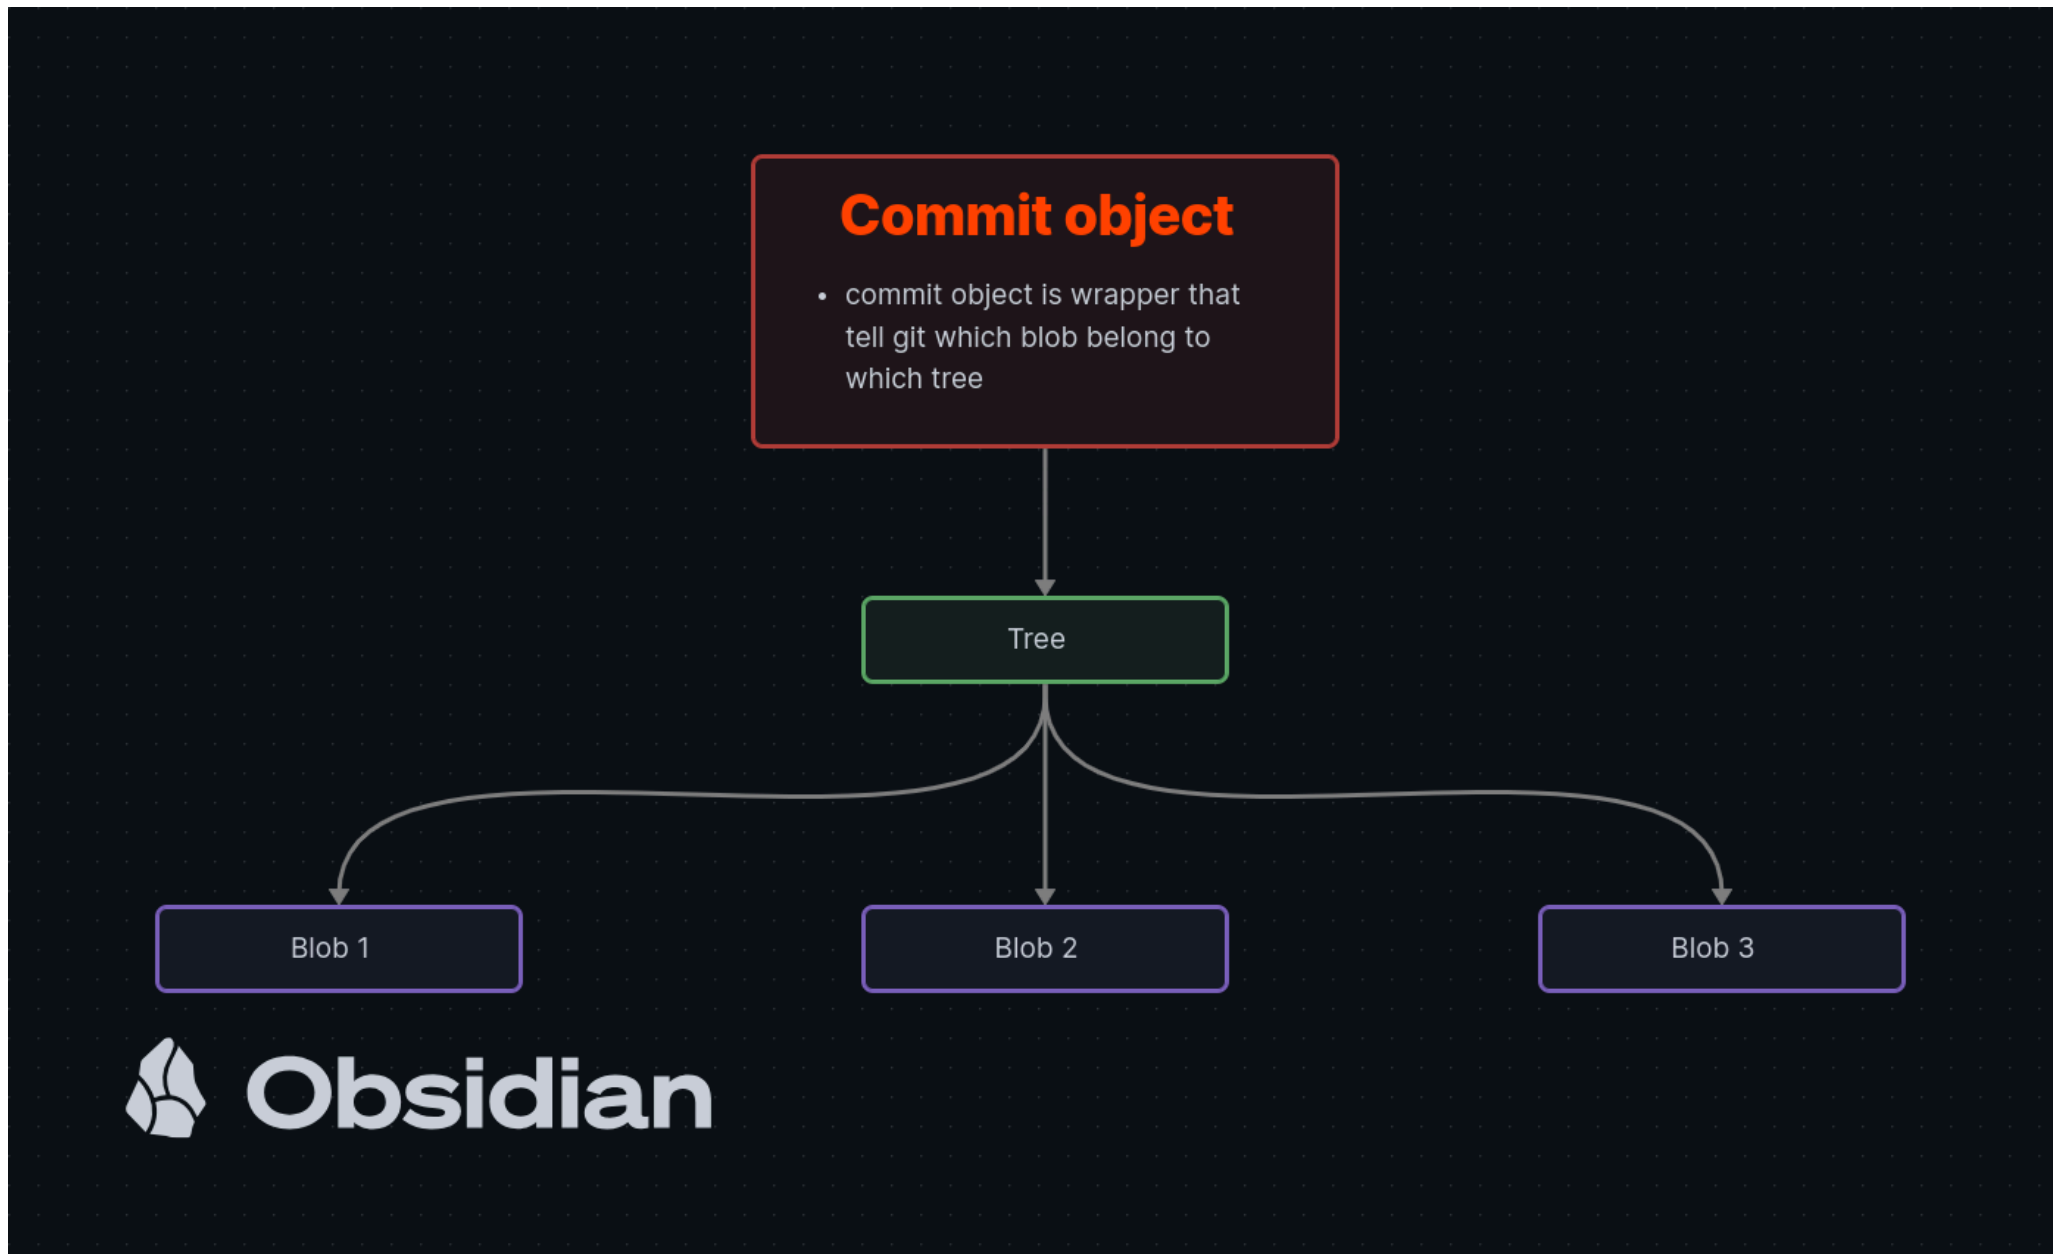 Commit object
• commit object is wrapper that
tell git which blob belong to
which tree
Tree
Blob 1
Blob 2
Blob 3
Obsidian